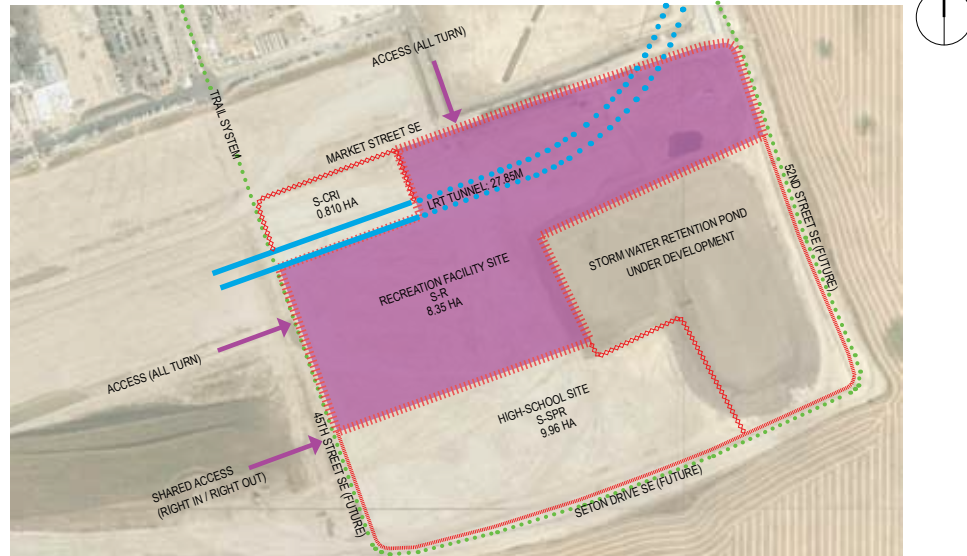 ACCESS (ALL TURN)
TRAIL SYSTEM
MARKET STREET SE
S-CRI
0.810 HA
LRT TUNNEL: 27.85M
52ND STREET SE (FUTURE)
STORM WATER RETENTION POND
UNDER DEVELOPMENT
RECREATION FACILITY SITE
S-R
8.35 HA
ACCESS (ALL TURN)
HIGH-SCHOOL SITE
S-SPR
9.96 HA
45TH STREET SE (FUTURE)
SHARED ACCESS
(RIGHT IN / RIGHT OUT)
SETON DRIVE SE (FUTURE)